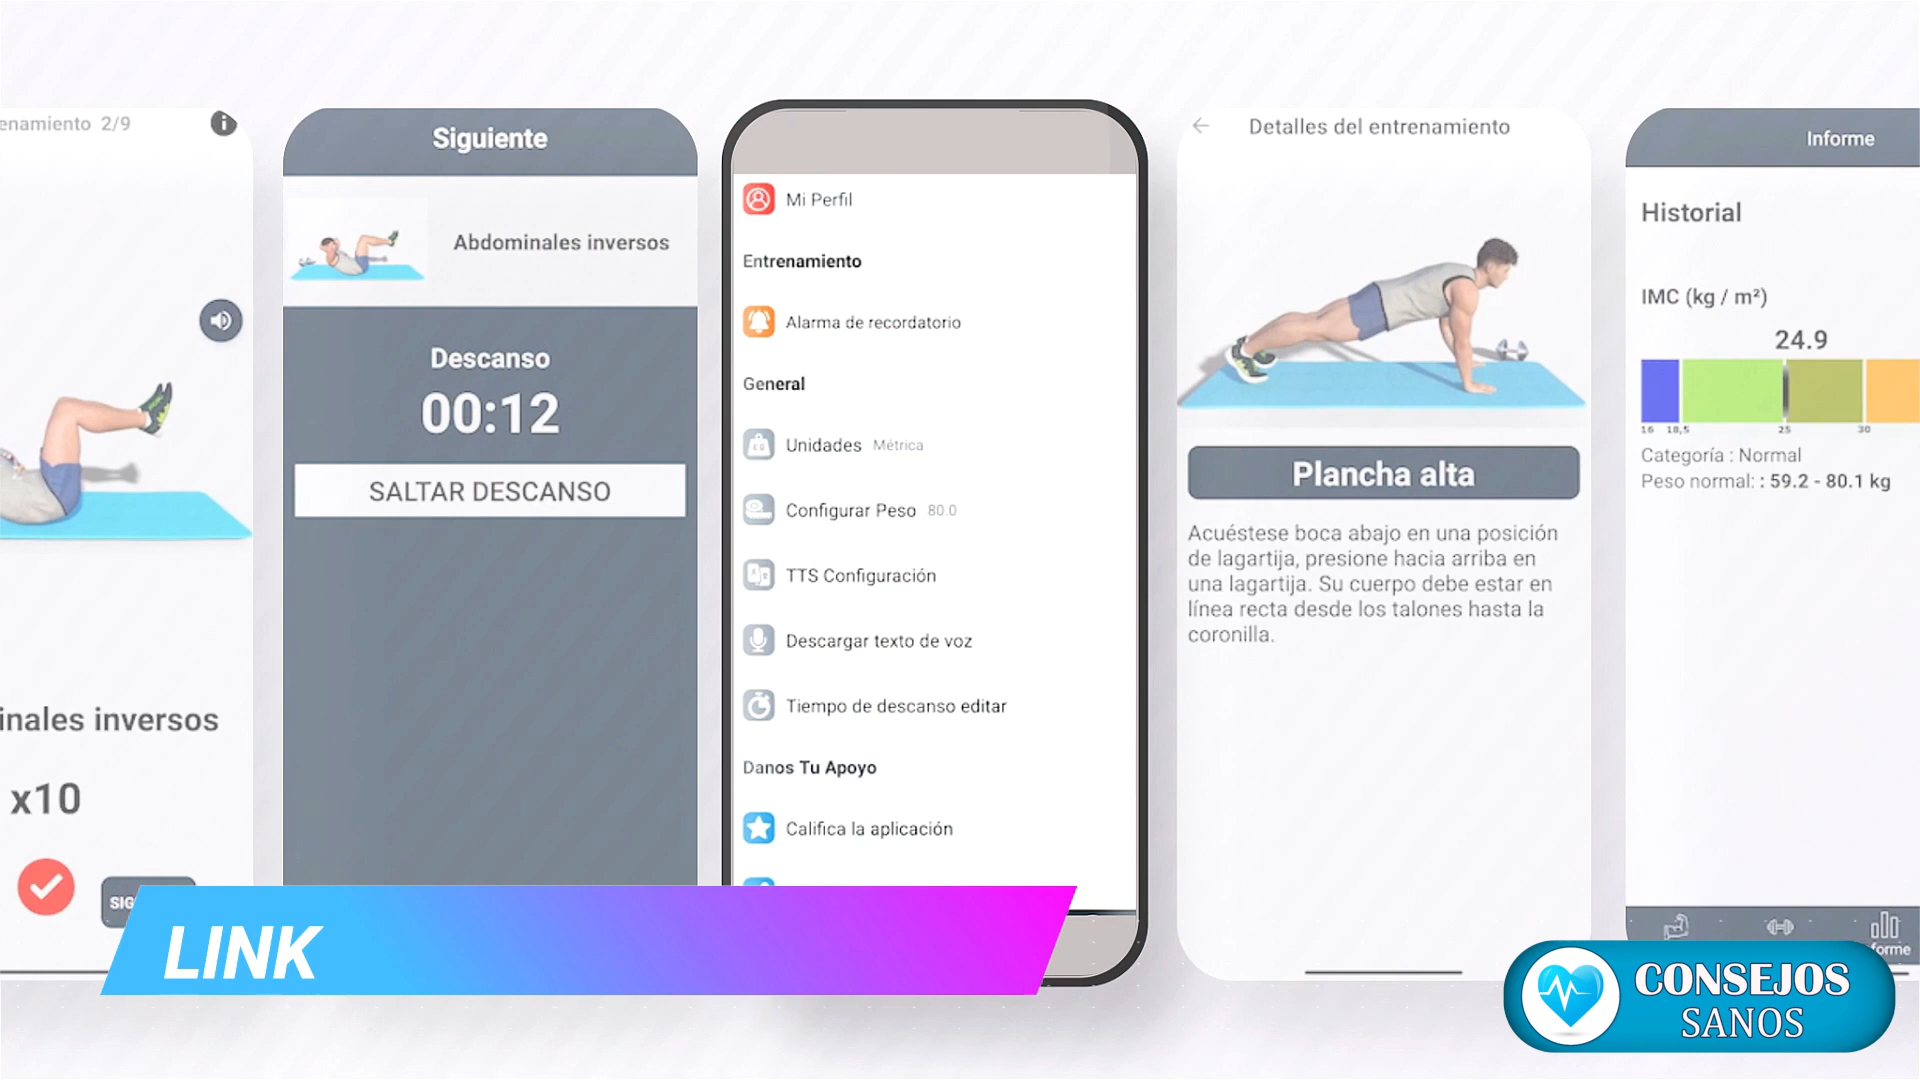 enamiento 2/9
inales inversos
x10
SIG
Siguiente
Abdominales inversos
Descanso
00:12
SALTAR DESCANSO
Mi Perfil
Entrenamiento
Alarma de recordatorio
General
Unidades Métrica
Configurar Peso 80.0
TTS Configuración
Descargar texto de voz
Tiempo de descanso editar
Danos Tu Apoyo
Califica la aplicación
Detalles del entrenamiento
Plancha alta
Acuéstese boca abajo en una posición
de lagartija, presione hacia arriba en
una lagartija. Su cuerpo debe estar en
línea recta desde los talones hasta la
coronilla.
Informe
Historial
IMC (kg / m²)
24.9
16 18,5 25 30
Categoría : Normal
Peso normal: : 59.2 - 80.1 kg
forme
LINK
CONSEJOS
SANOS